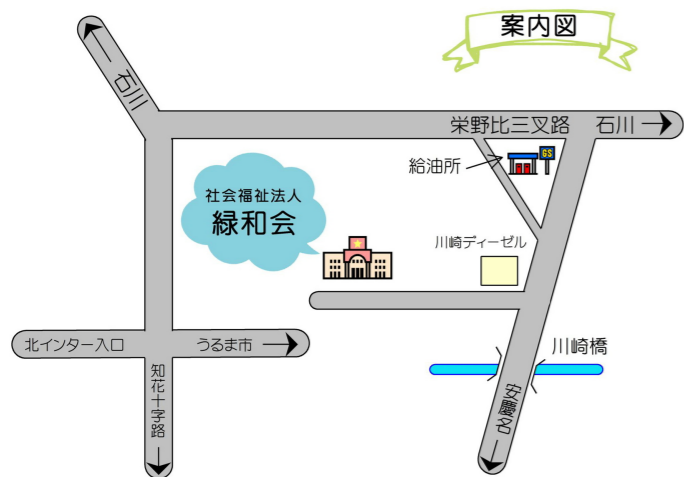 案内図
石川
栄野比三叉路
石川
給油所
GS
社会福祉法人
緑和会
川崎ディーゼル
北インター入口
うるま市
川崎橋
知花十字路
安慶名